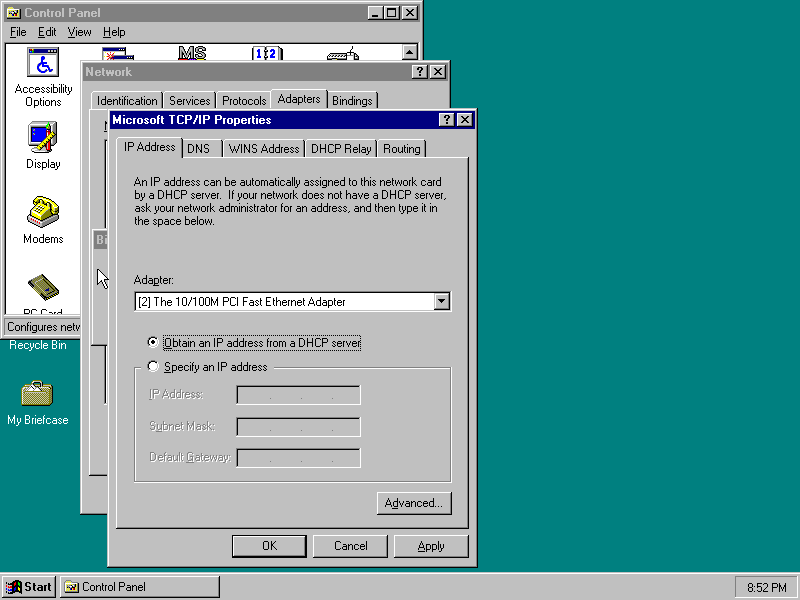 Control Panel
File Edit View Help
MS
1 2
Accessibility
Options
Display
Modems
PC Card
Configures netw
Recycle Bin
My Briefcase
Network
Identification Services Protocols Adapters Bindings
Bi
Microsoft TCP/IP Properties
IP Address DNS WINS Address DHCP Relay Routing
An IP address can be automatically assigned to this network card
by a DHCP server. If your network does not have a DHCP server,
ask your network administrator for an address, and then type it in
the space below.
Adapter:
[2] The 10/100M PCI Fast Ethernet Adapter
Obtain an IP address from a DHCP server
Specify an IP address
IP Address:
Subnet Mask:
Default Gateway:
Advanced...
OK Cancel Apply
Start Control Panel 8:52 PM